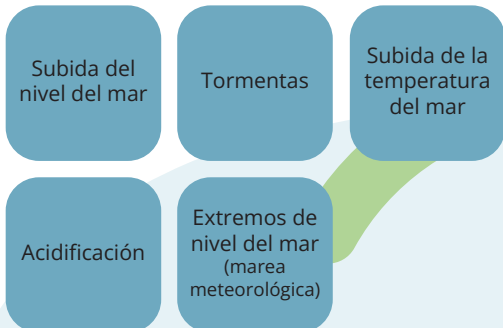 Subida del
nivel del mar
Tormentas
Subida de la
temperatura
del mar
Acidificación
Extremos de
nivel del mar
(marea
meteorológica)